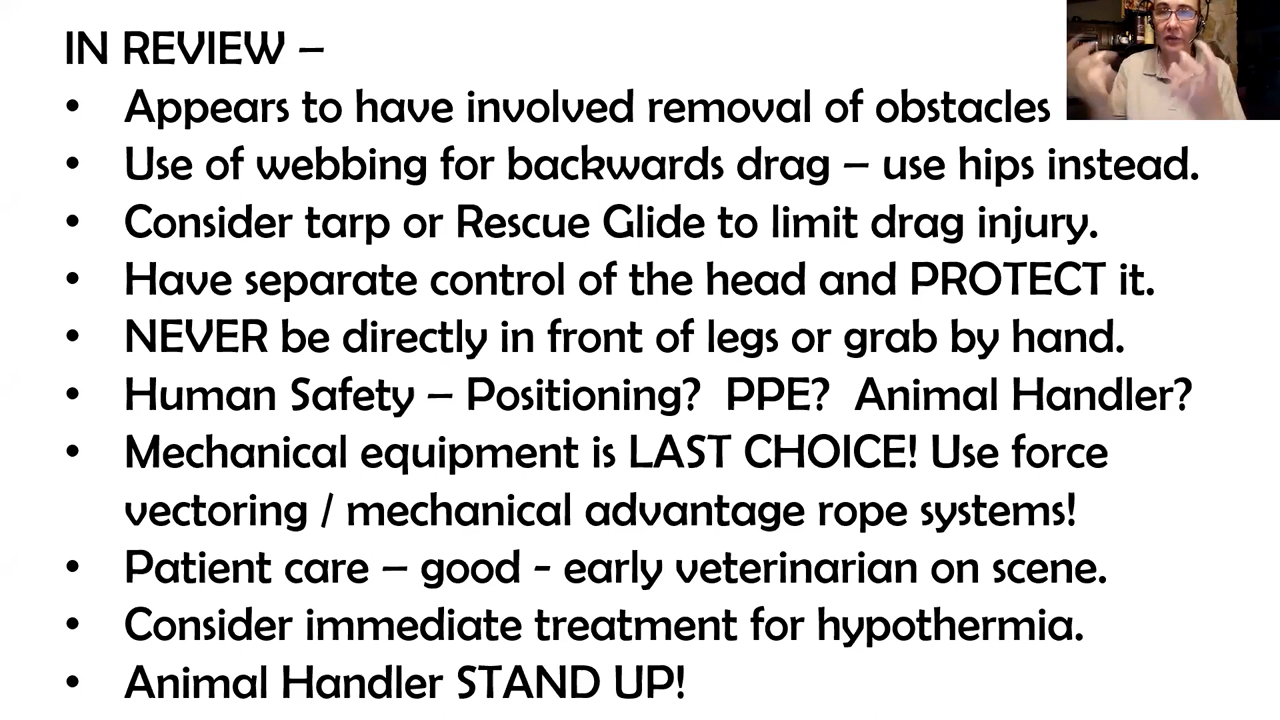 IN REVIEW –
• Appears to have involved removal of obstacles
• Use of webbing for backwards drag – use hips instead.
• Consider tarp or Rescue Glide to limit drag injury.
• Have separate control of the head and PROTECT it.
• NEVER be directly in front of legs or grab by hand.
• Human Safety – Positioning? PPE? Animal Handler?
• Mechanical equipment is LAST CHOICE! Use force
vectoring / mechanical advantage rope systems!
• Patient care – good - early veterinarian on scene.
• Consider immediate treatment for hypothermia.
• Animal Handler STAND UP!